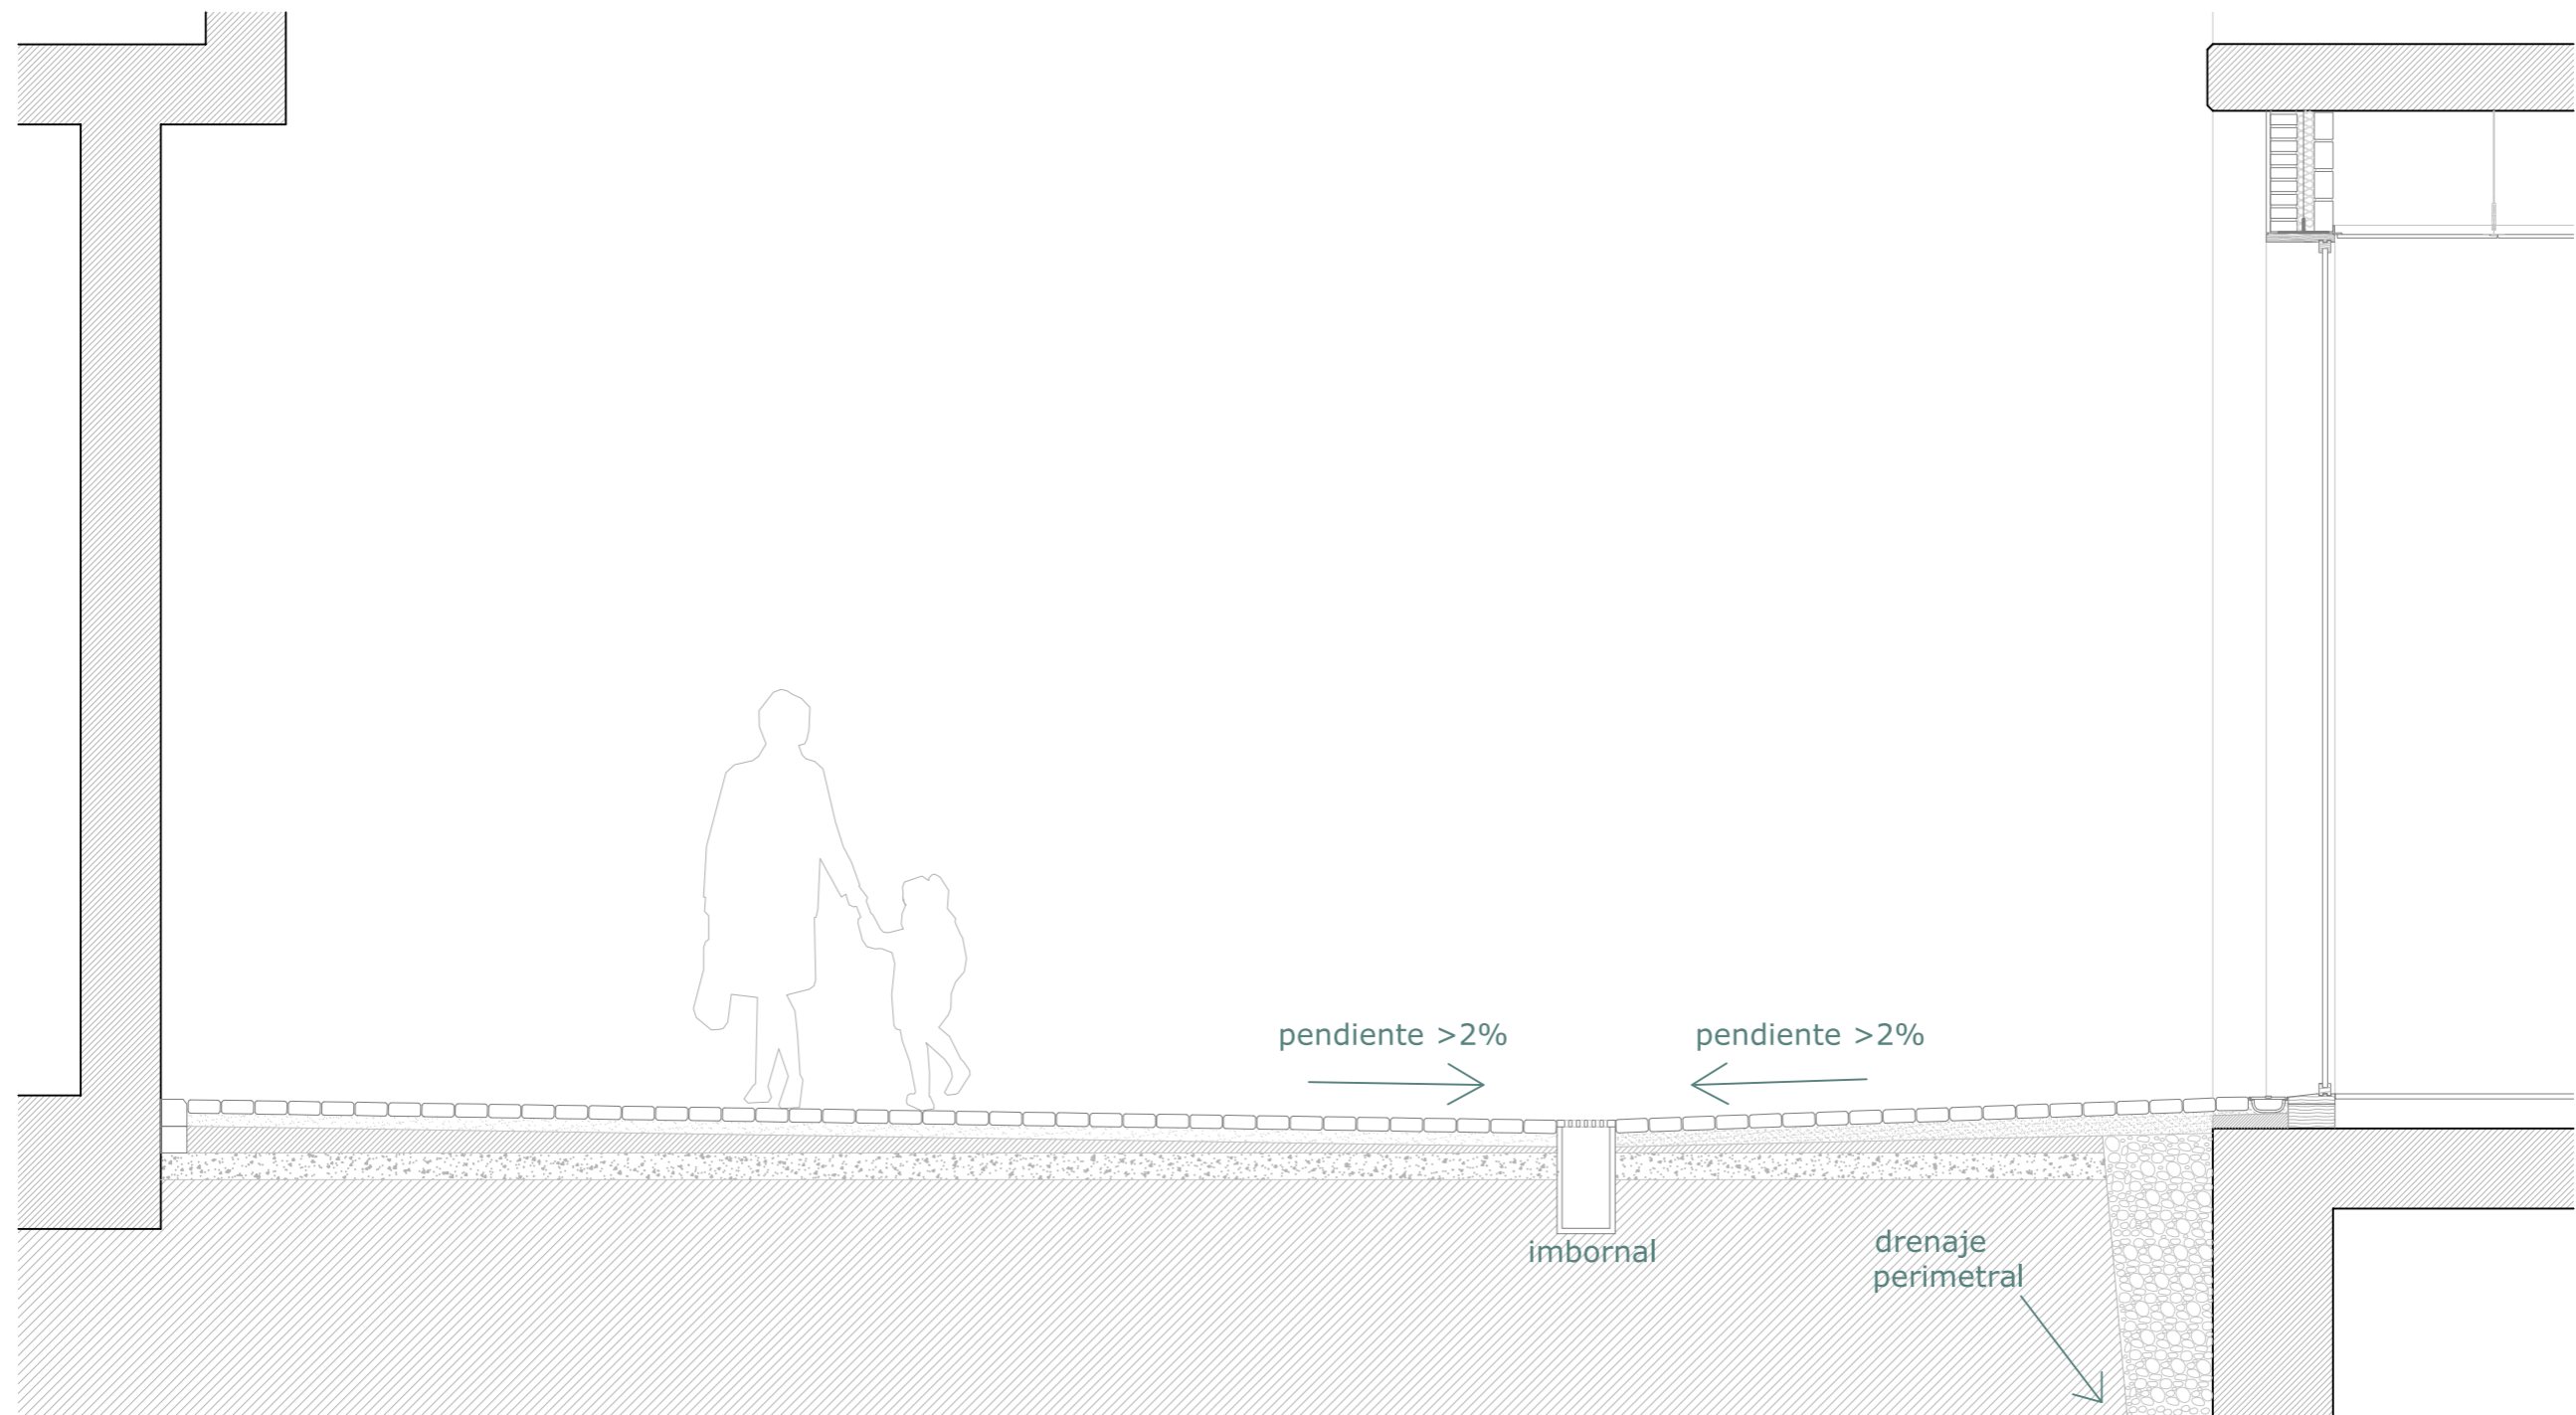 pendiente >2%
pendiente >2%
imbornal
drenaje
perimetral